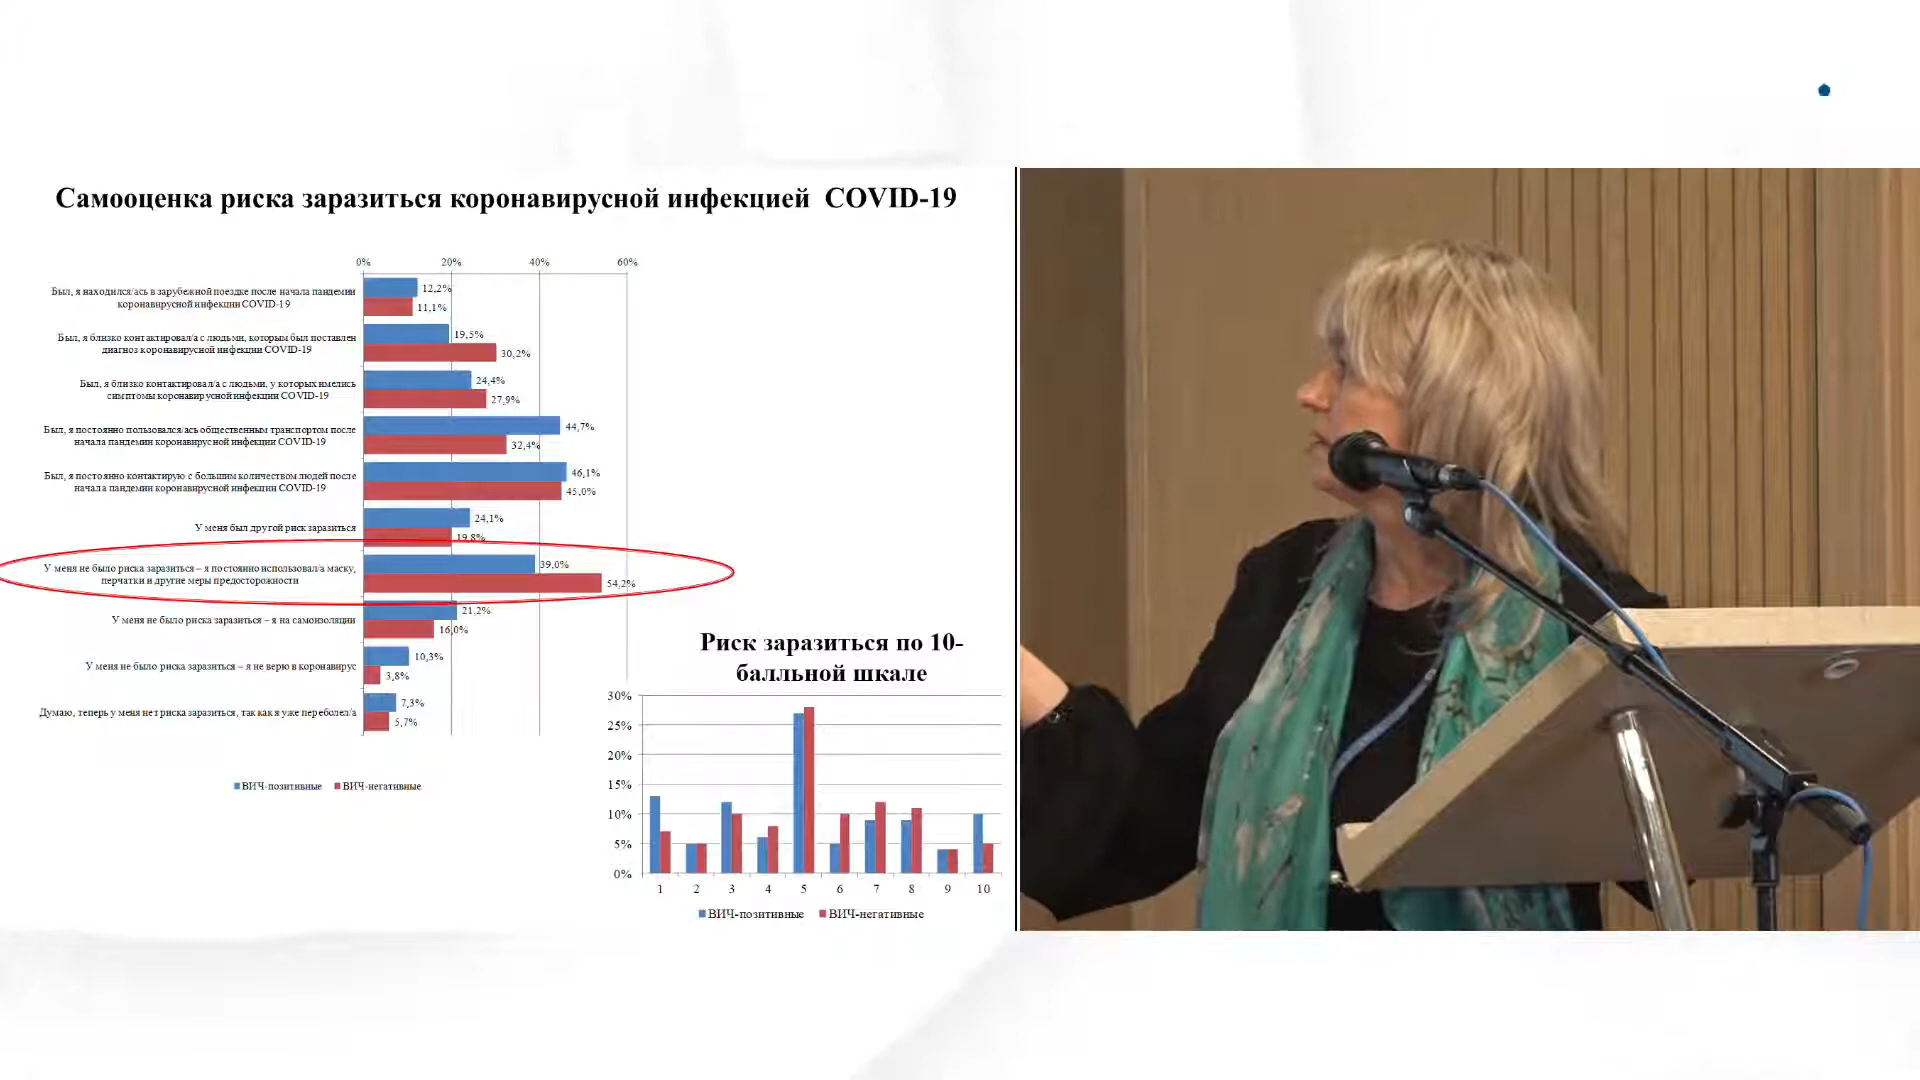 Самооценка риска заразиться коронавирусной инфекцией COVID-19
0% 20% 40% 60%
Был, я находился/ась в зарубежной поездке после начала пандемии
коронавирусной инфекции COVID-19
12,2%
11,1%
Был, я близко контактировал/а с людьми, которым был поставлен
диагноз коронавирусной инфекции COVID-19
19,5%
30,2%
Был, я близко контактировал/а с людьми, у которых имелись
симптомы коронавирусной инфекции COVID-19
24,4%
27,9%
Был, я постоянно пользовался/ась общественным транспортом после
начала пандемии коронавирусной инфекции COVID-19
44,7%
32,4%
Был, я постоянно контактирую с большим количеством людей после
начала пандемии коронавирусной инфекции COVID-19
46,1%
45,0%
У меня был другой риск заразиться
24,1%
19,8%
У меня не было риска заразиться – я постоянно использовал/а маску,
перчатки и другие меры предосторожности
39,0%
54,2%
У меня не было риска заразиться – я на самоизоляции
21,2%
16,0%
У меня не было риска заразиться – я не верю в коронавирус
10,3%
3,8%
Думаю, теперь у меня нет риска заразиться, так как я уже переболел/а
7,3%
5,7%
ВИЧ-позитивные ВИЧ-негативные
Риск заразиться по 10-
балльной шкале
30%
25%
20%
15%
10%
5%
0%
1 2 3 4 5 6 7 8 9 10
ВИЧ-позитивные ВИЧ-негативные